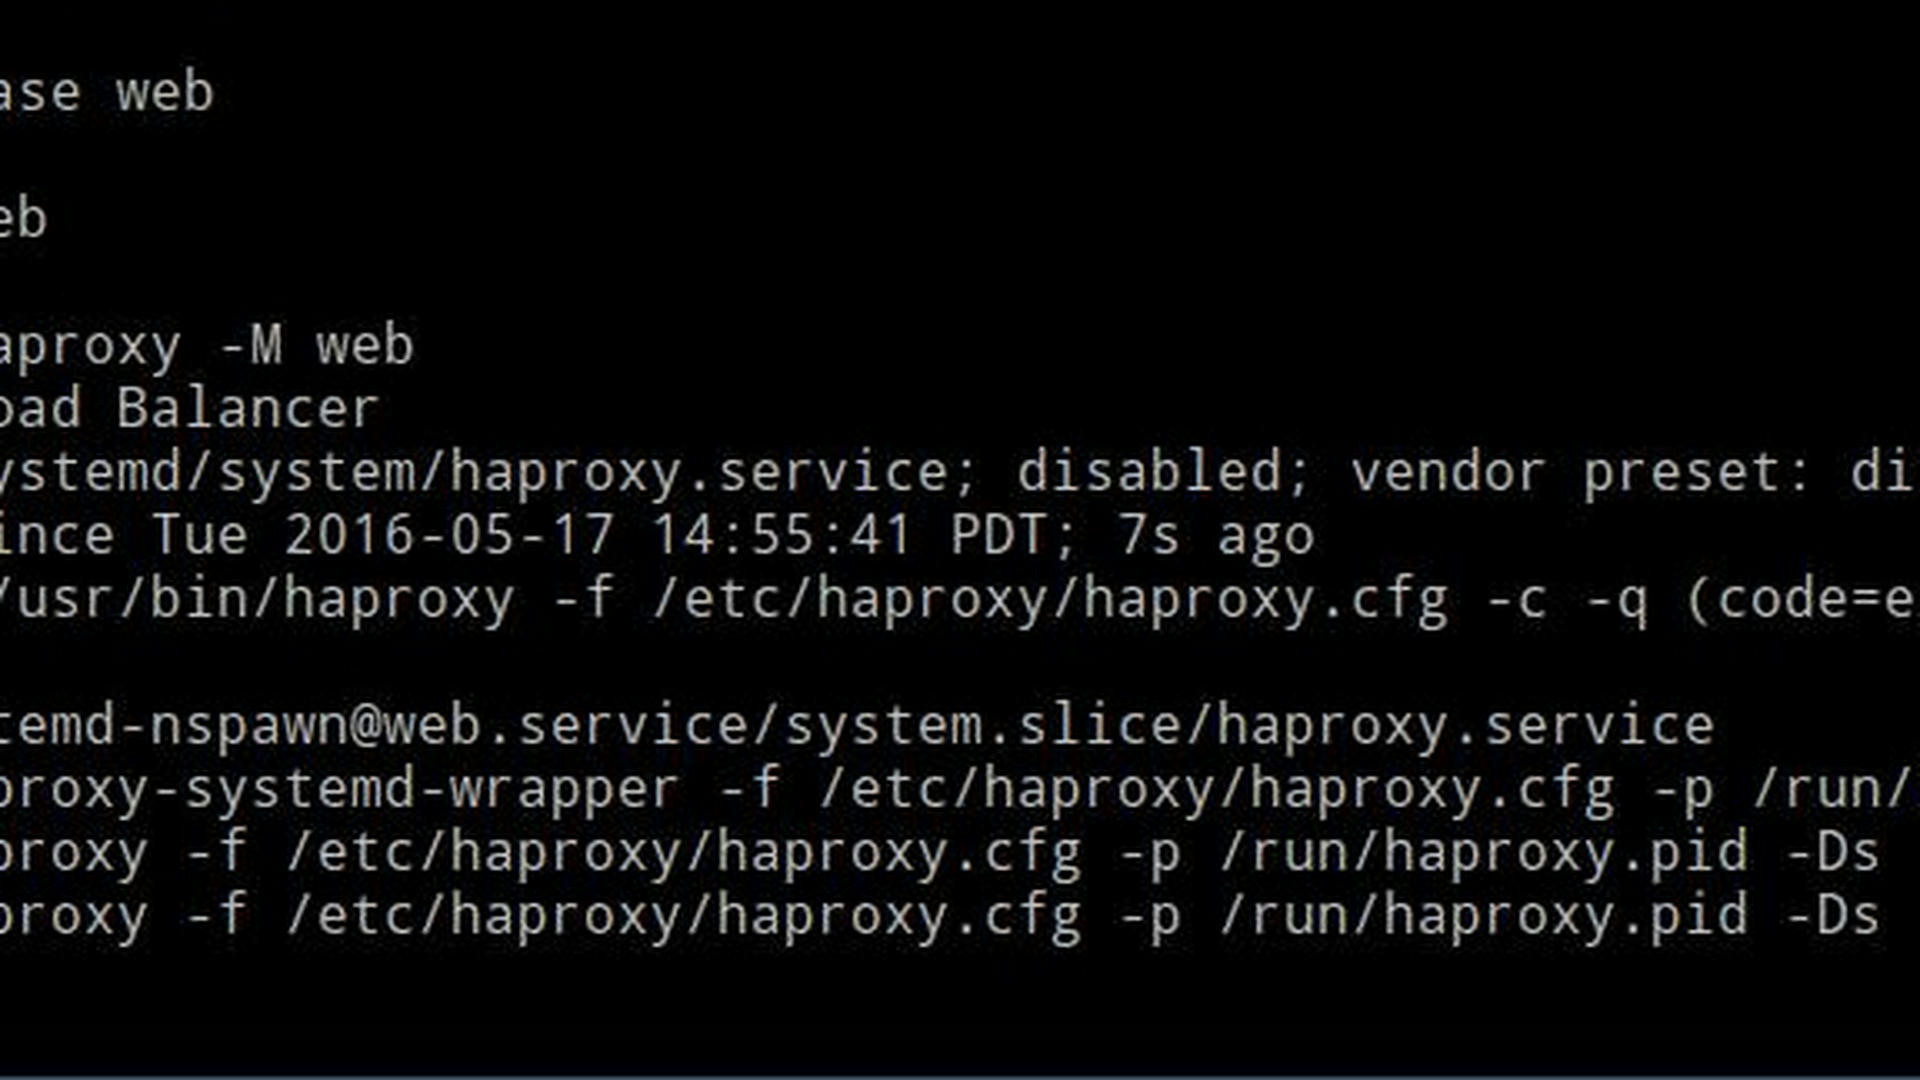 ase web
eb
aproxy -M web
oad Balancer
ystemd/system/haproxy.service; disabled; vendor preset: di
ince Tue 2016-05-17 14:55:41 PDT; 7s ago
/usr/bin/haproxy -f /etc/haproxy/haproxy.cfg -c -q (code=e
temd-nspawn@web.service/system.slice/haproxy.service
proxy-systemd-wrapper -f /etc/haproxy/haproxy.cfg -p /run/
proxy -f /etc/haproxy/haproxy.cfg -p /run/haproxy.pid -Ds
proxy -f /etc/haproxy/haproxy.cfg -p /run/haproxy.pid -Ds